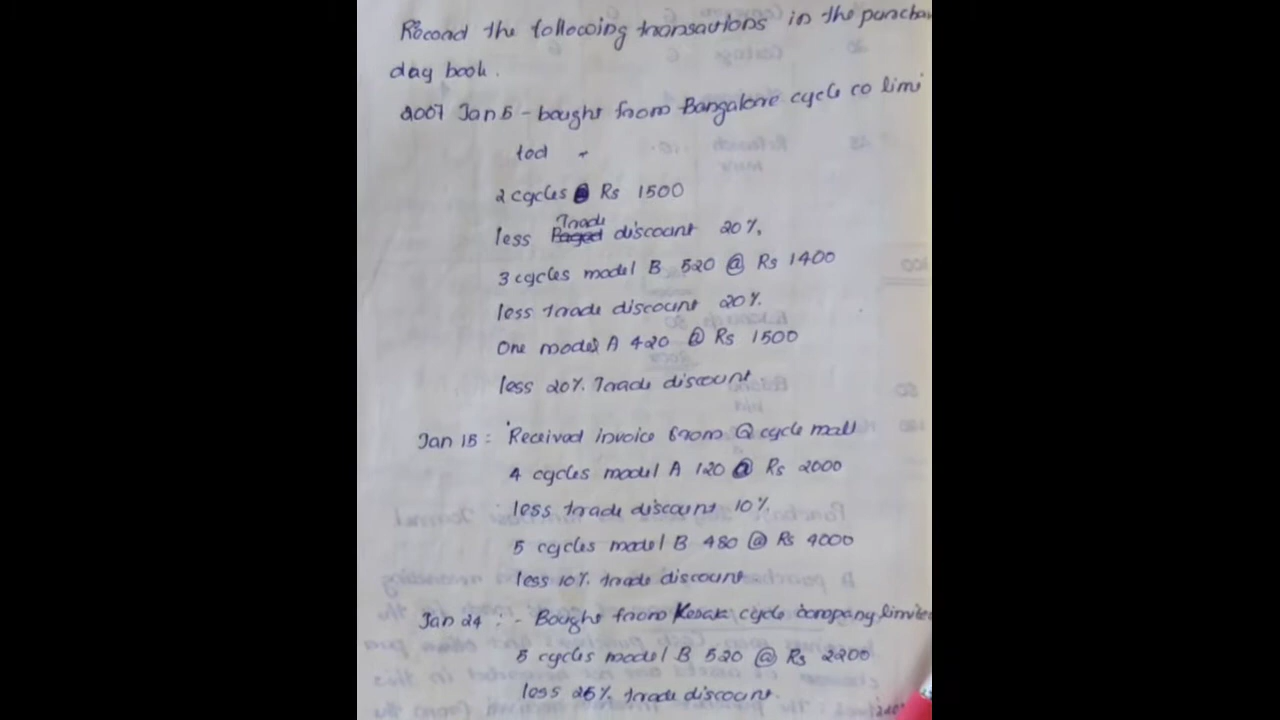 Record the following transactions in the purchas
day book.
2007 Jan 5 - bought from Bangalore cycle co limi
ted
2 cycles @ Rs 1500
less Trade discount 20%.
3 cycles model B 520 @ Rs 1400
less trade discount 20%.
One model A 420 @ Rs 1500
less 20% Trade discount.
Jan 15: Received invoice from Q cycle mall
4 cycles model A 120 @ Rs 2000
less trade discount 10%.
5 cycles model B 480 @ Rs 4000
less 10% trade discount
Jan 24 :- Bought from cycle company limited
5 cycles model B 520 @ Rs 2200
less 25% trade discount.